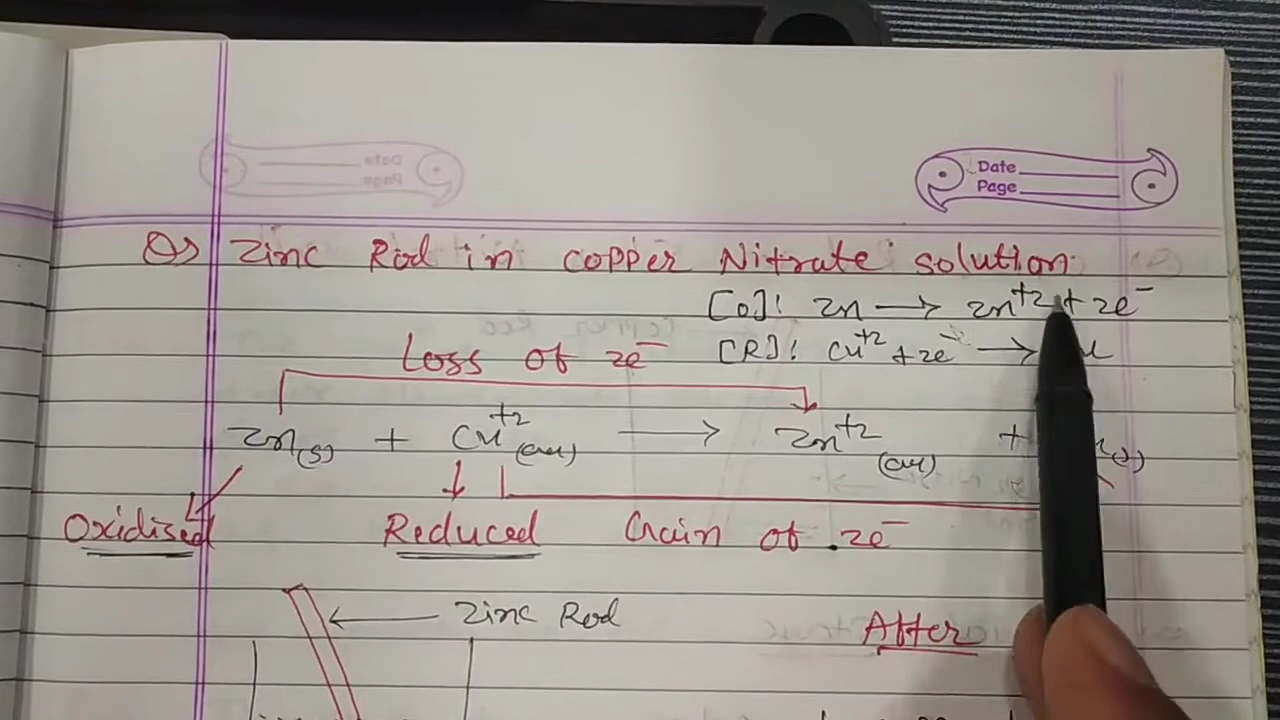 Date
Page
Q) Zinc Rod in copper Nitrate solution
[O]: Zn → Zn+2 + 2e-
[R]: Cu+2 + 2e- →
Loss of 2e-
Zn(s) + Cu+2(aq) → Zn+2(aq) + (s)
Oxidised Reduced Gain of 2e-
Zinc Rod
After